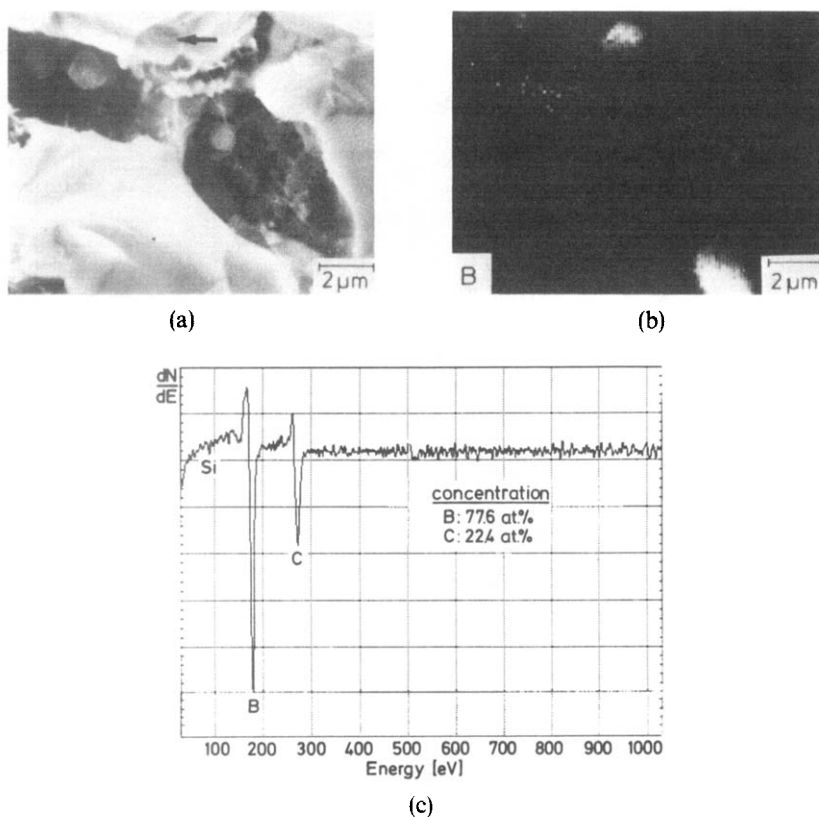 2 μm
(a)
B
2 μm
(b)
dN
dE
Si
B
C
concentration
B: 77.6 at.%
C: 22.4 at.%
100 200 300 400 500 600 700 800 900 1000
Energy [eV]
(c)